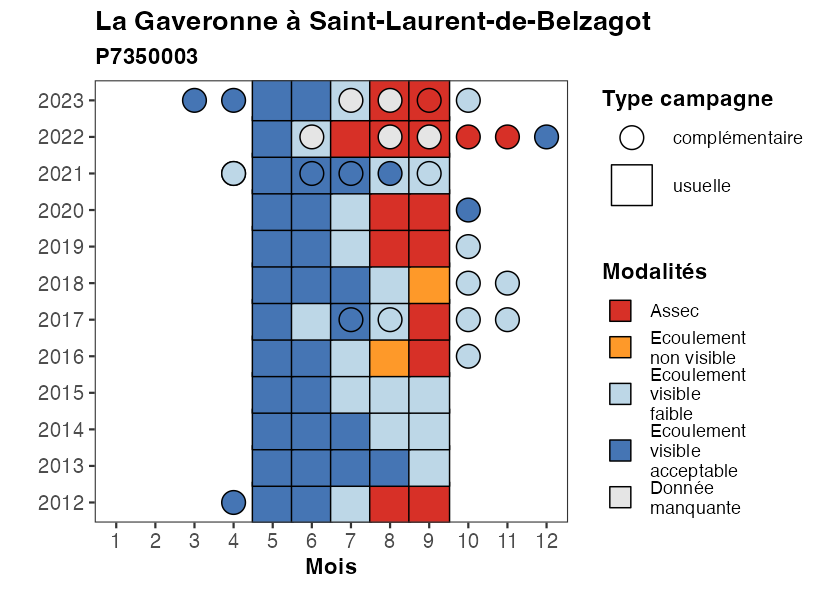 La Gaveronne à Saint-Laurent-de-Belzagot
P7350003
2023
2022
2021
2020
2019
2018
2017
2016
2015
2014
2013
2012
1 2 3 4 5 6 7 8 9 10 11 12
Mois
Type campagne
complémentaire
usuelle
Modalités
Assec
Ecoulement
non visible
Ecoulement
visible
faible
Ecoulement
visible
acceptable
Donnée
manquante